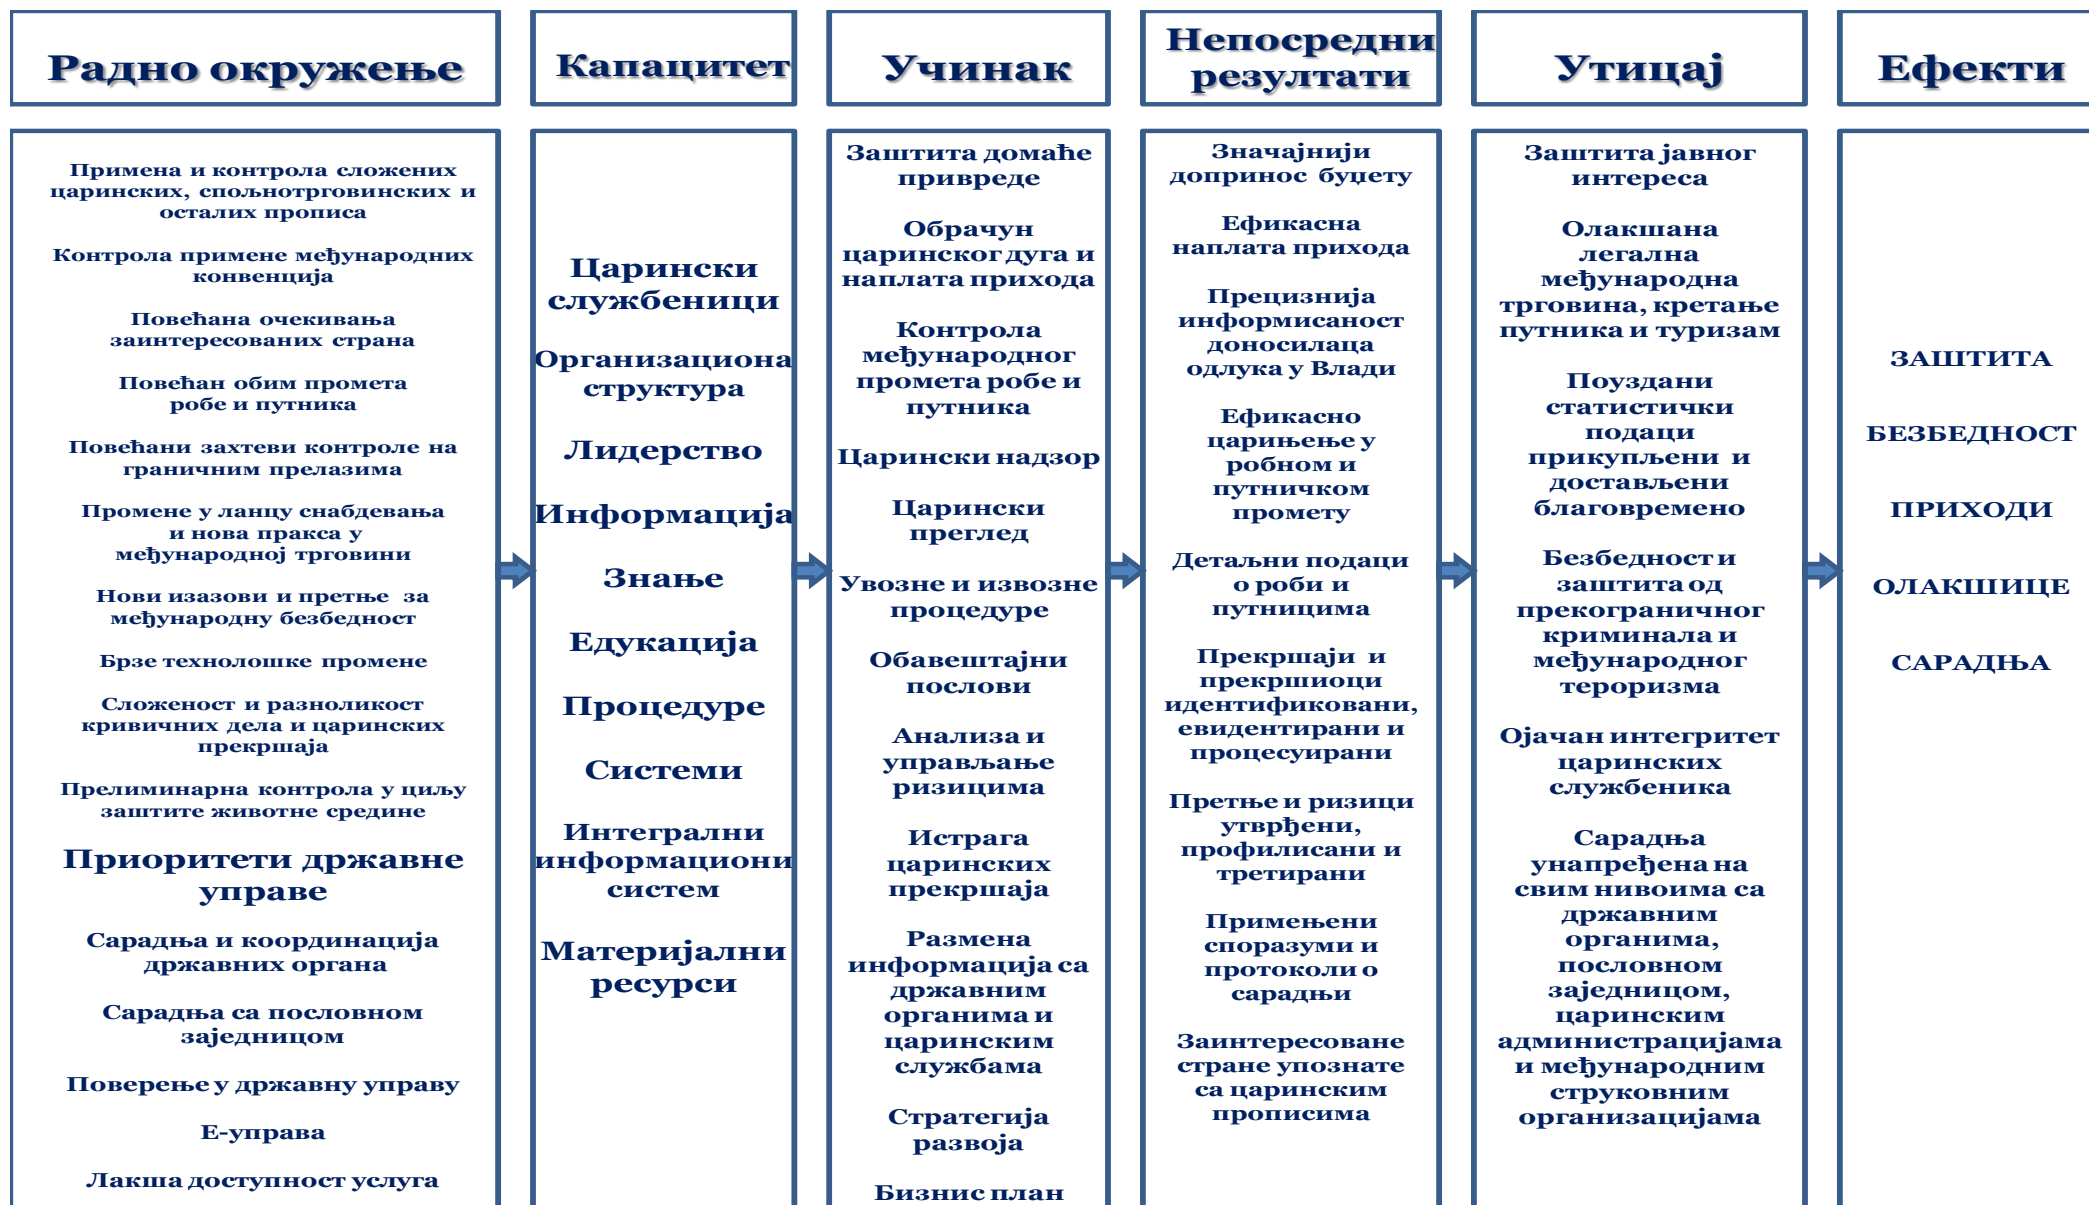 Радно окружење
Капацитет
Учинак
Непосредни
резултати
Утицај
Ефекти
Примена и контрола сложених
царинских, спољнотрговинских и
осталих прописа
Контрола примене међународних
конвенција
Повећана очекивања
заинтересованих страна
Повећан обим промета
робе и путника
Повећани захтеви контроле на
граничним прелазима
Промене у ланцу снабдевања
и нова пракса у
међународној трговини
Нови изазови и претње за
међународну безбедност
Брзе технолошке промене
Сложеност и разноликост
кривичних дела и царинских
прекршаја
Прелиминарна контрола у циљу
заштите животне средине
Приоритети државне
управе
Сарадња и координација
државних органа
Сарадња са пословном
заједницом
Поверење у државну управу
Е-управа
Лакша доступност услуга
Царински
службеници
Организациона
структура
Лидерство
Информација
Знање
Едукација
Процедуре
Системи
Интегрални
информациони
систем
Материјални
ресурси
Заштита домаће
привреде
Обрачун
царинског дуга и
наплата прихода
Контрола
међународног
промета робе и
путника
Царински надзор
Царински
преглед
Увозне и извозне
процедуре
Обавештајни
послови
Анализа и
управљање
ризицима
Истрага
царинских
прекршаја
Размена
информација са
државним
органима и
царинским
службама
Стратегија
развоја
Бизнис план
Значајнији
допринос буџету
Ефикасна
наплата прихода
Прецизнија
информисаност
доносилаца
одлука у Влади
Ефикасно
царињење у
робном и
путничком
промету
Детаљни подаци
о роби и
путницима
Прекршаји и
прекршиоци
идентификовани,
евидентирани и
процесуирани
Претње и ризици
утврђени,
профилисани и
третирани
Примењени
споразуми и
протоколи о
сарадњи
Заинтересоване
стране упознате
са царинским
прописима
Заштита јавног
интереса
Олакшана
легална
међународна
трговина, кретање
путника и туризам
Поуздани
статистички
подаци
прикупљени и
достављени
благовремено
Безбедност и
заштита од
прекограничног
криминала и
међународног
тероризма
Ојачан интегритет
царинских
службеника
Сарадња
унапређена на
свим нивоима са
државним
органима,
пословном
заједницом,
царинским
администрацијама
и међународним
струковним
организацијама
ЗАШТИТА
БЕЗБЕДНОСТ
ПРИХОДИ
ОЛАКШИЦЕ
САРАДЊА